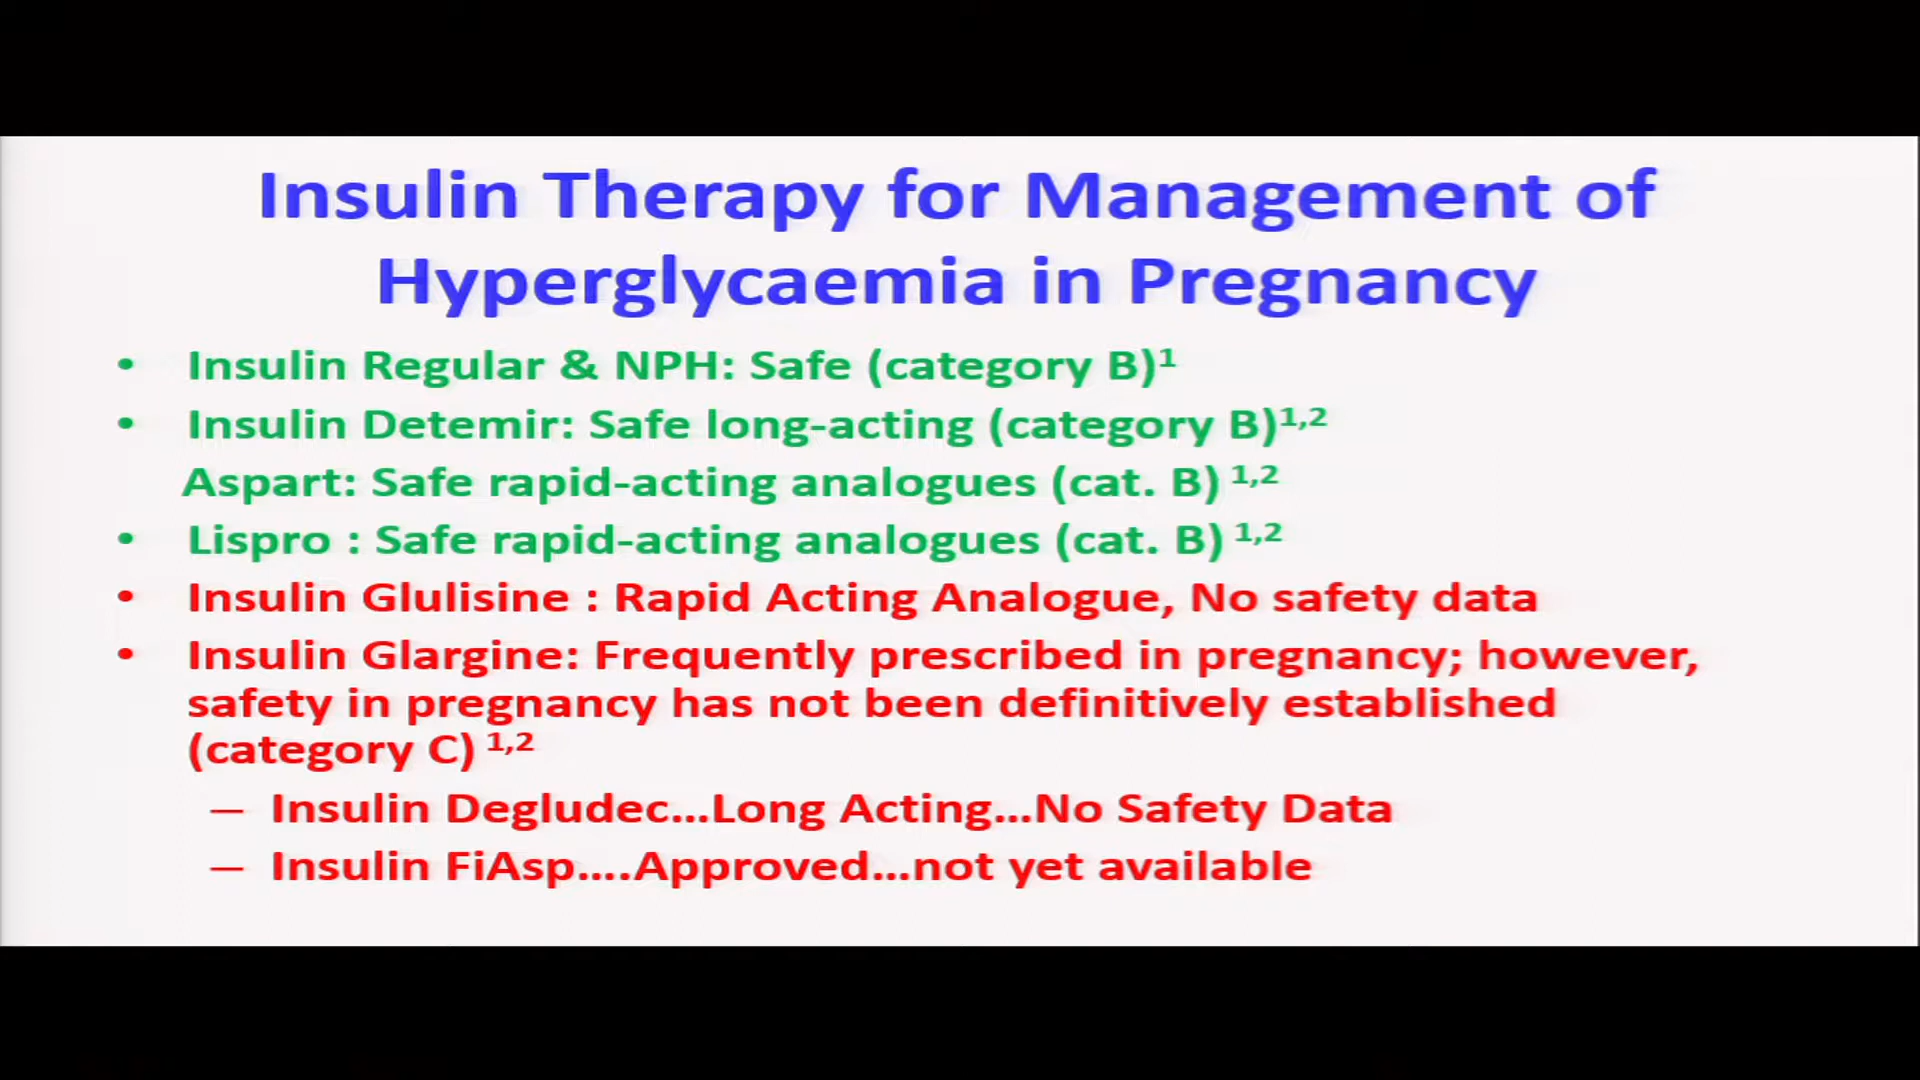 Insulin Therapy for Management of
Hyperglycaemia in Pregnancy
• Insulin Regular & NPH: Safe (category B)¹
• Insulin Detemir: Safe long-acting (category B)¹,²
Aspart: Safe rapid-acting analogues (cat. B) ¹,²
• Lispro : Safe rapid-acting analogues (cat. B) ¹,²
• Insulin Glulisine : Rapid Acting Analogue, No safety data
• Insulin Glargine: Frequently prescribed in pregnancy; however,
safety in pregnancy has not been definitively established
(category C) ¹,²
– Insulin Degludec...Long Acting...No Safety Data
– Insulin FiAsp....Approved...not yet available